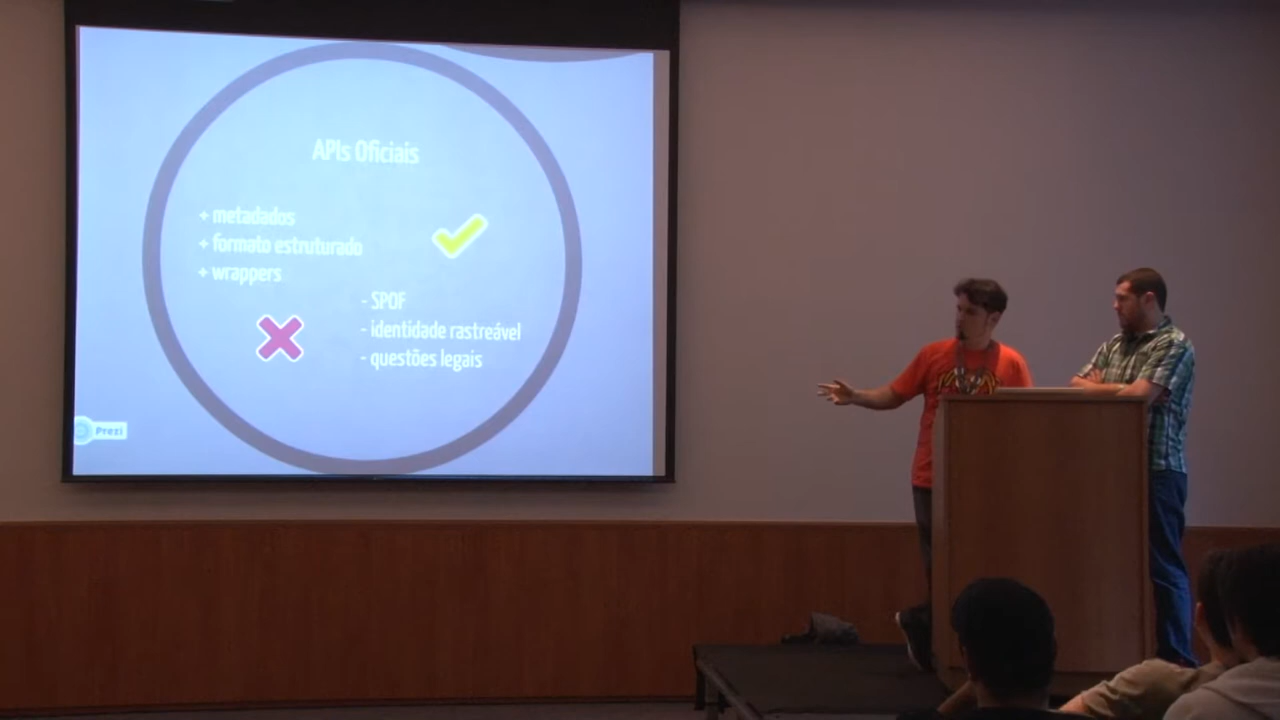 APIs Oficiais
+ metadados
+ formato estruturado
+ wrappers
- SPOF
- identidade rastreável
- questões legais
Prezi